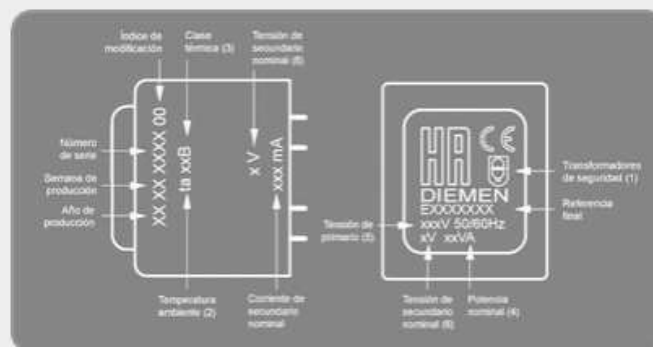 Índice de
modificación
Clase
térmica (3)
Tensión de
secundario
nominal (6)
Número
de serie
Semana de
producción
Año de
producción
XX XX XXXX 00
ta xxB
x V
xxx mA
Temperatura
ambiente (2)
Corriente de
secundario
nominal
HA
CE
DIEMEN
EXXXXXXX
xxxV 50/60Hz
xV xxVA
Transformadores
de seguridad (1)
Referencia
final
Tensión de
primario (5)
Tensión de
secundario
nominal (6)
Potencia
nominal (4)